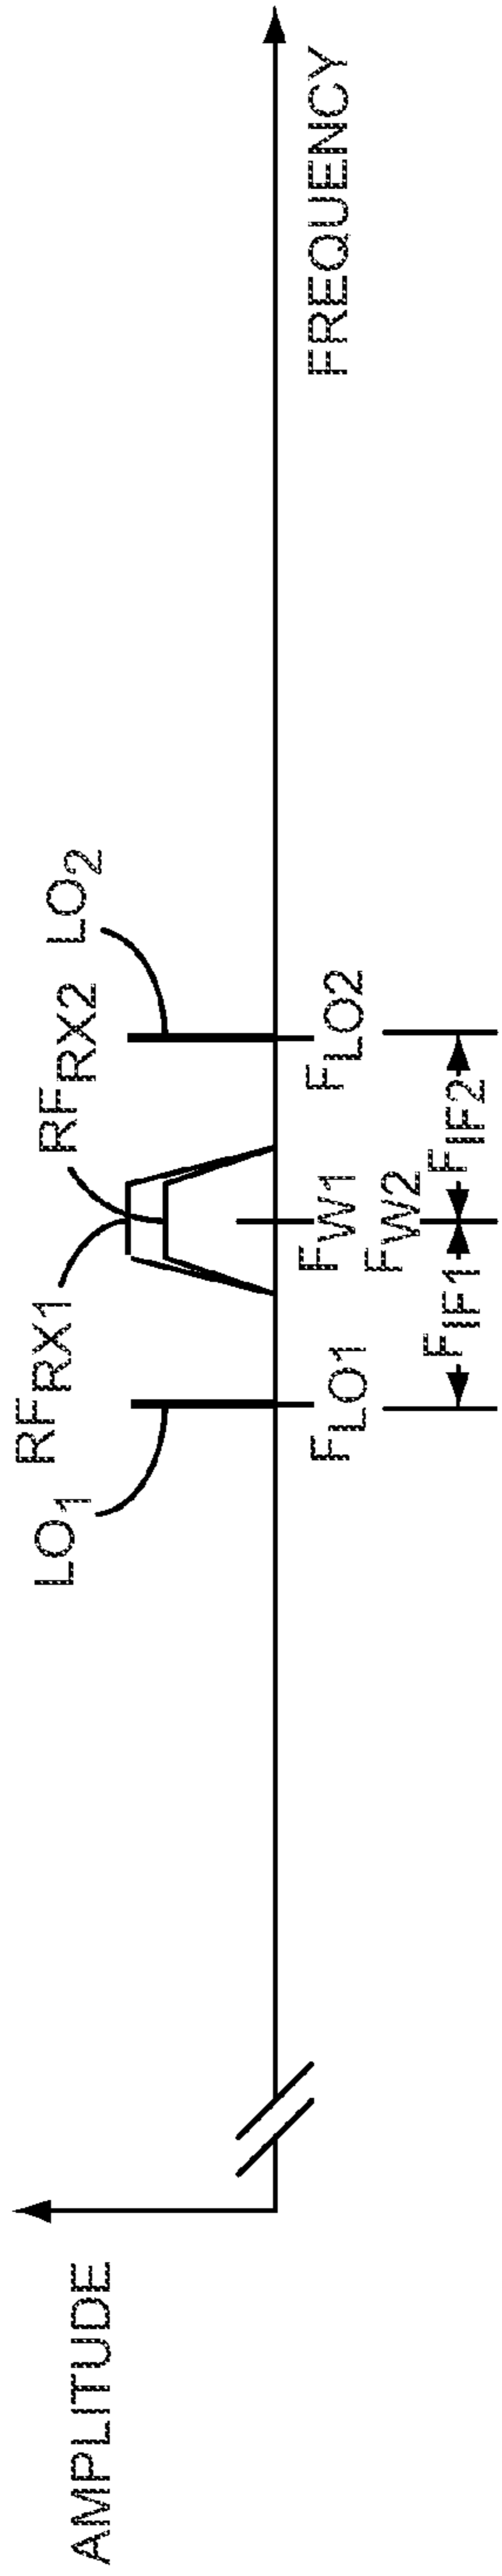 AMPLITUDE
LO1
RFRX1
RFRX2
LO2
FLO1
FW1
FW2
FLO2
FIF1
FIF2
FREQUENCY